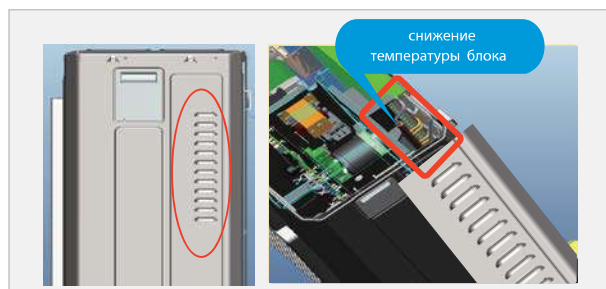 снижение
температуры блока